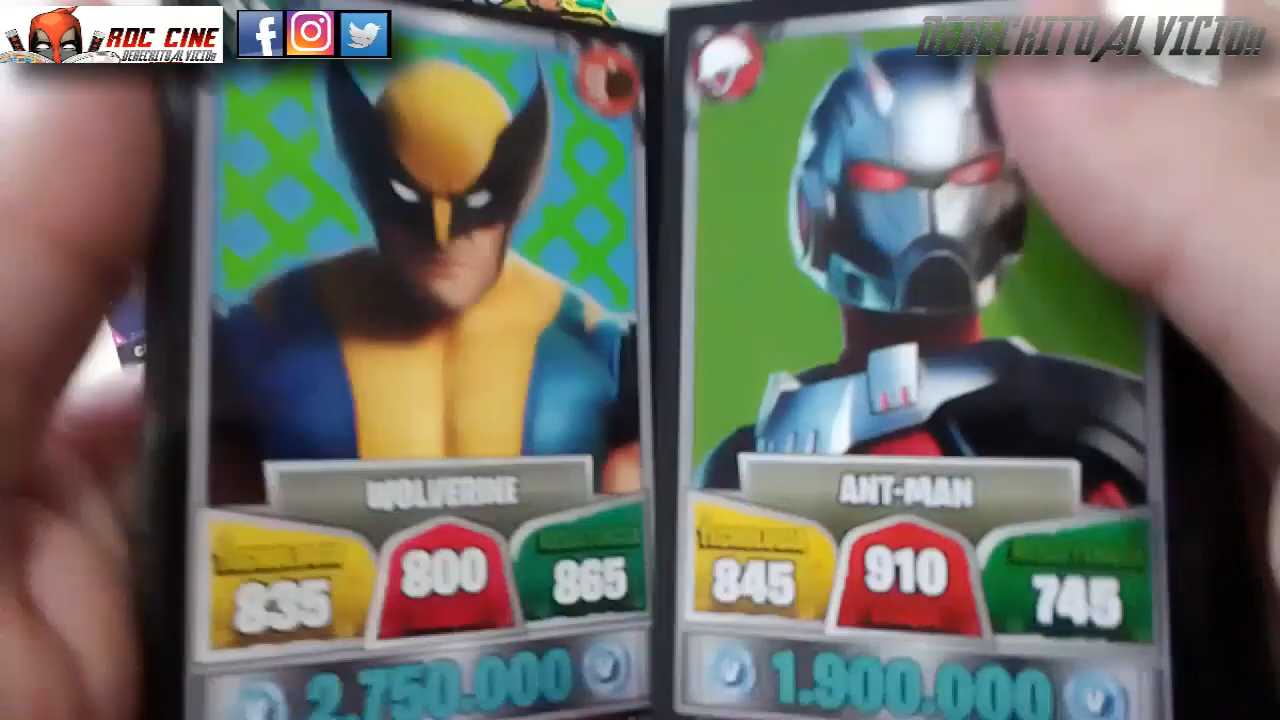 ROC CINE
DERECHITO AL VICIO!!
DERECHITO AL VICIO!!
WOLVERINE
835
800
865
2.750.000
ANT-MAN
845
910
745
1.900.000